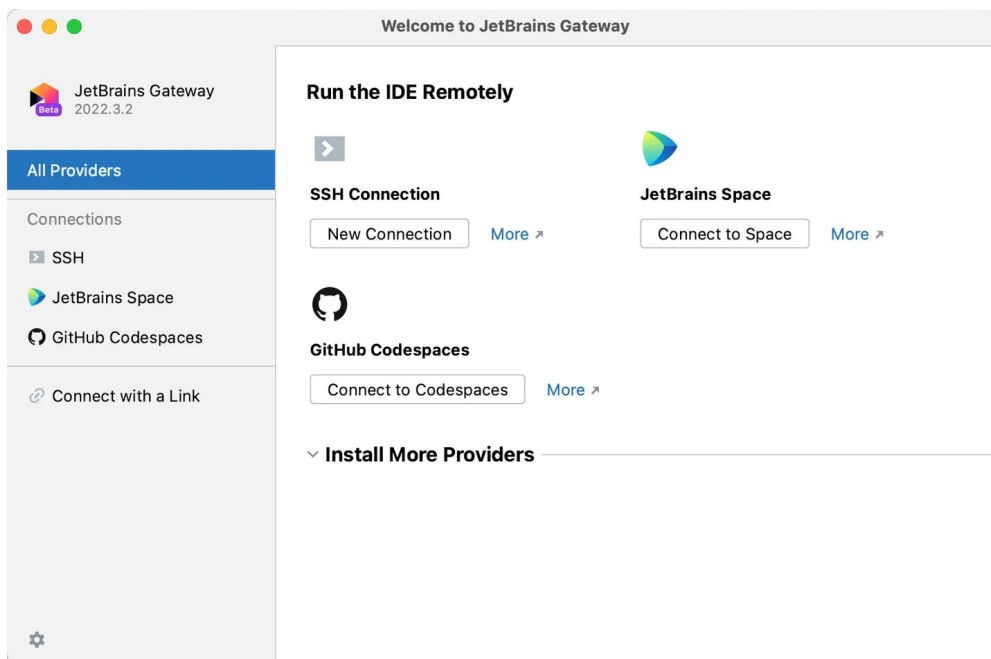 Welcome to JetBrains Gateway
JetBrains Gateway
Beta
2022.3.2
All Providers
Connections
SSH
JetBrains Space
GitHub Codespaces
Connect with a Link
Run the IDE Remotely
SSH Connection
New Connection More
JetBrains Space
Connect to Space More
GitHub Codespaces
Connect to Codespaces More
Install More Providers